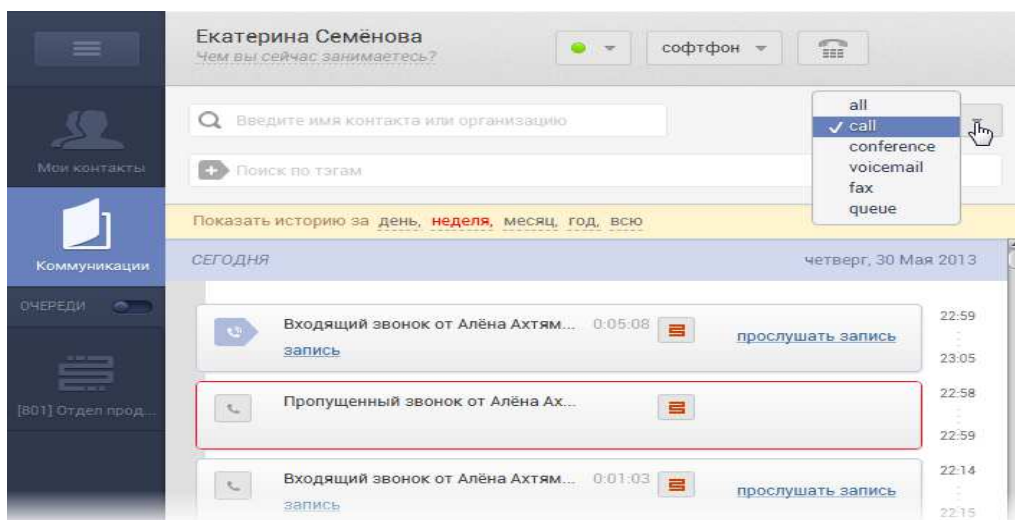 Екатерина Семёнова
Чем вы сейчас занимаетесь?
софтфон
Введите имя контакта или организацию
all
call
conference
voicemail
fax
queue
Мои контакты
Поиск по тэгам
Показать историю за день, неделя, месяц, год, всю
Коммуникации
СЕГОДНЯ четверг, 30 Мая 2013
ОЧЕРЕДИ
Входящий звонок от Алёна Ахтям... 0:05:08
запись
прослушать запись
22:59
23:05
[801] Отдел прод...
Пропущенный звонок от Алёна Ах...
22:58
22:59
Входящий звонок от Алёна Ахтям... 0:01:03
запись
прослушать запись
22:14
22:15